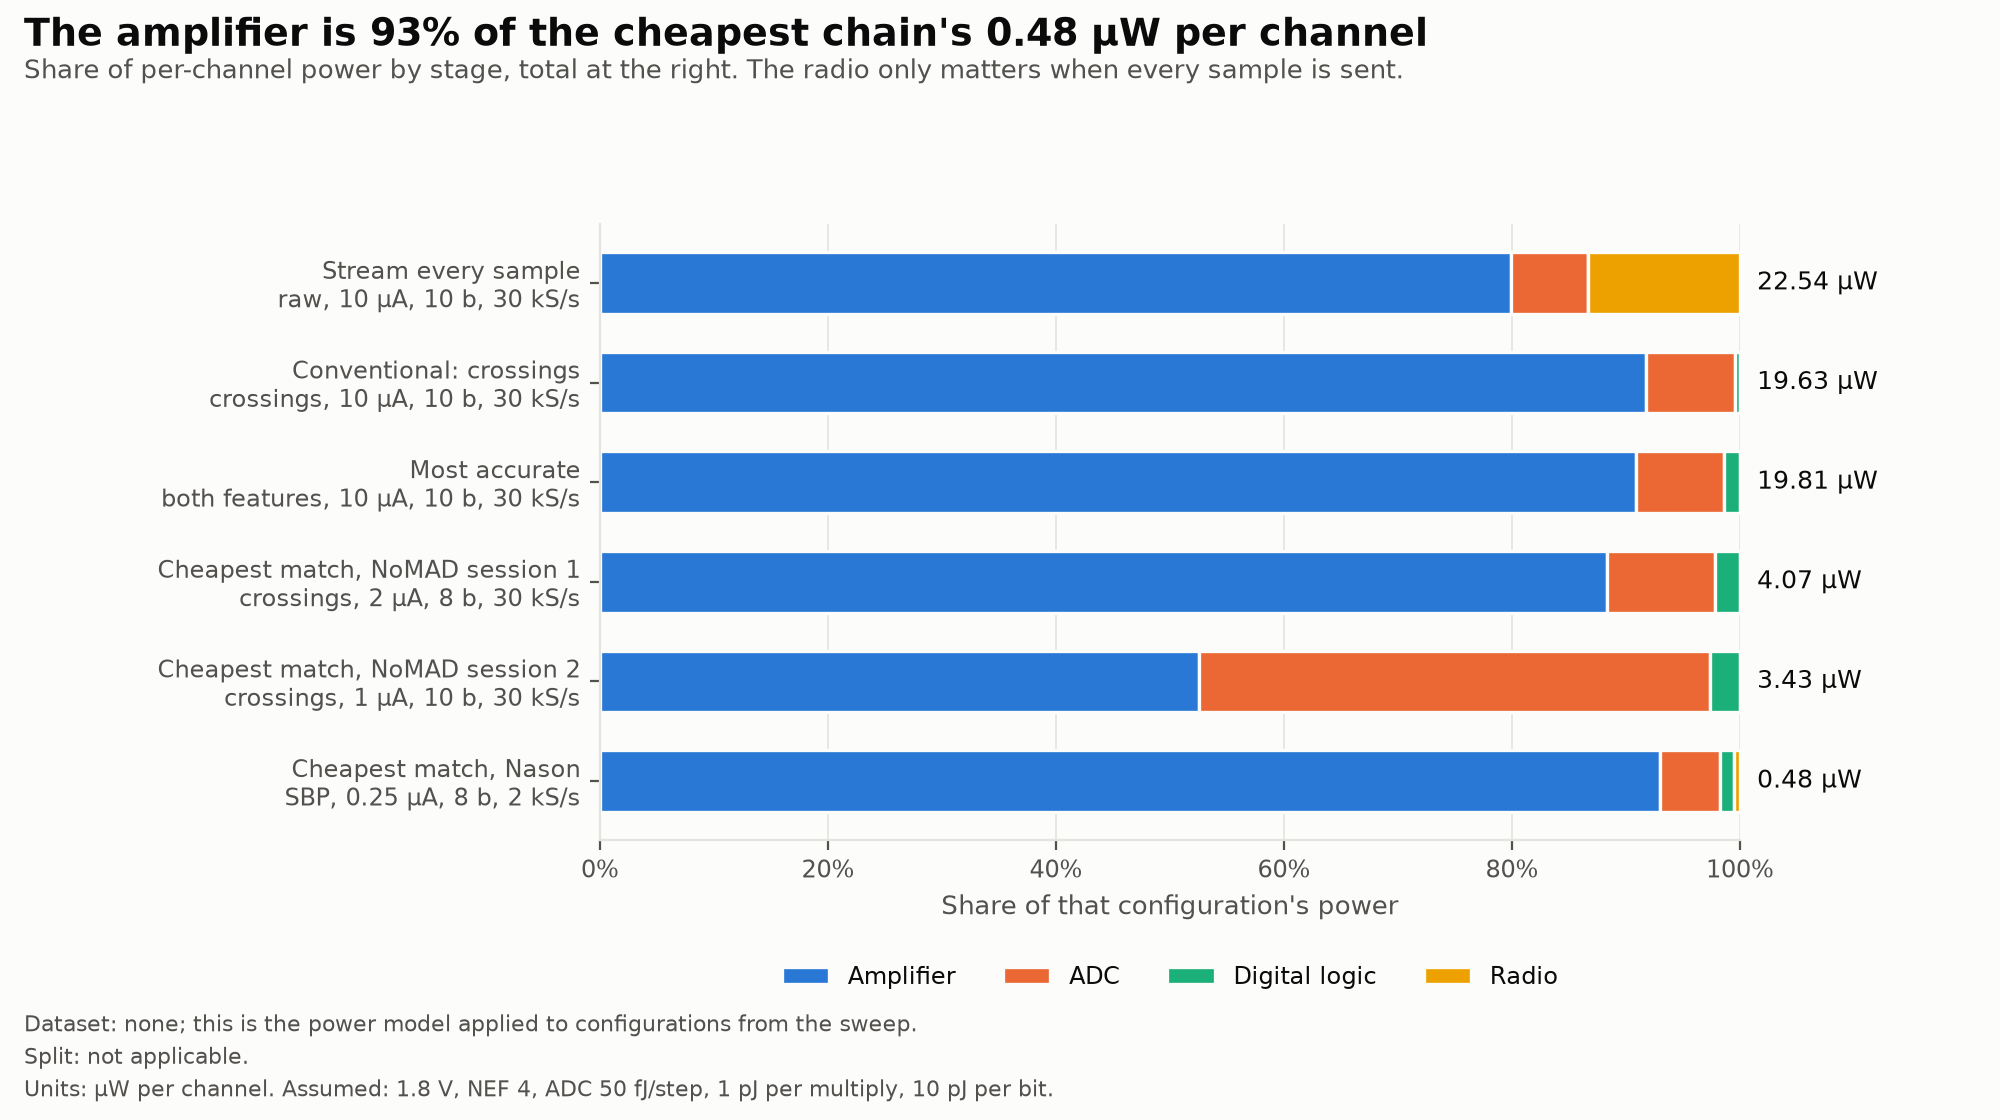 The amplifier is 93% of the cheapest chain's 0.48 µW per channel
Share of per-channel power by stage, total at the right. The radio only matters when every sample is sent.
Stream every sample
raw, 10 µA, 10 b, 30 kS/s
22.54 µW
Conventional: crossings
crossings, 10 µA, 10 b, 30 kS/s
19.63 µW
Most accurate
both features, 10 µA, 10 b, 30 kS/s
19.81 µW
Cheapest match, NoMAD session 1
crossings, 2 µA, 8 b, 30 kS/s
4.07 µW
Cheapest match, NoMAD session 2
crossings, 1 µA, 10 b, 30 kS/s
3.43 µW
Cheapest match, Nason
SBP, 0.25 µA, 8 b, 2 kS/s
0.48 µW
0% 20% 40% 60% 80% 100%
Share of that configuration's power
Amplifier ADC Digital logic Radio
Dataset: none; this is the power model applied to configurations from the sweep.
Split: not applicable.
Units: µW per channel. Assumed: 1.8 V, NEF 4, ADC 50 fJ/step, 1 pJ per multiply, 10 pJ per bit.